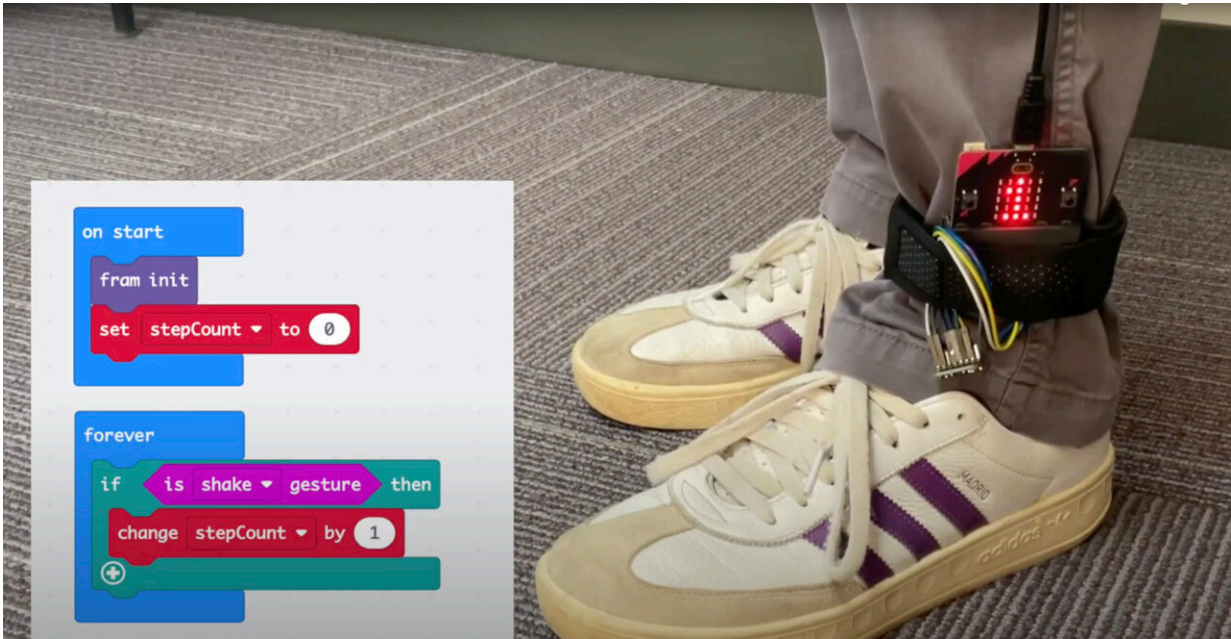 on start
fram init
set stepCount to 0
forever
if is shake gesture then
change stepCount by 1
MADRID
adidas